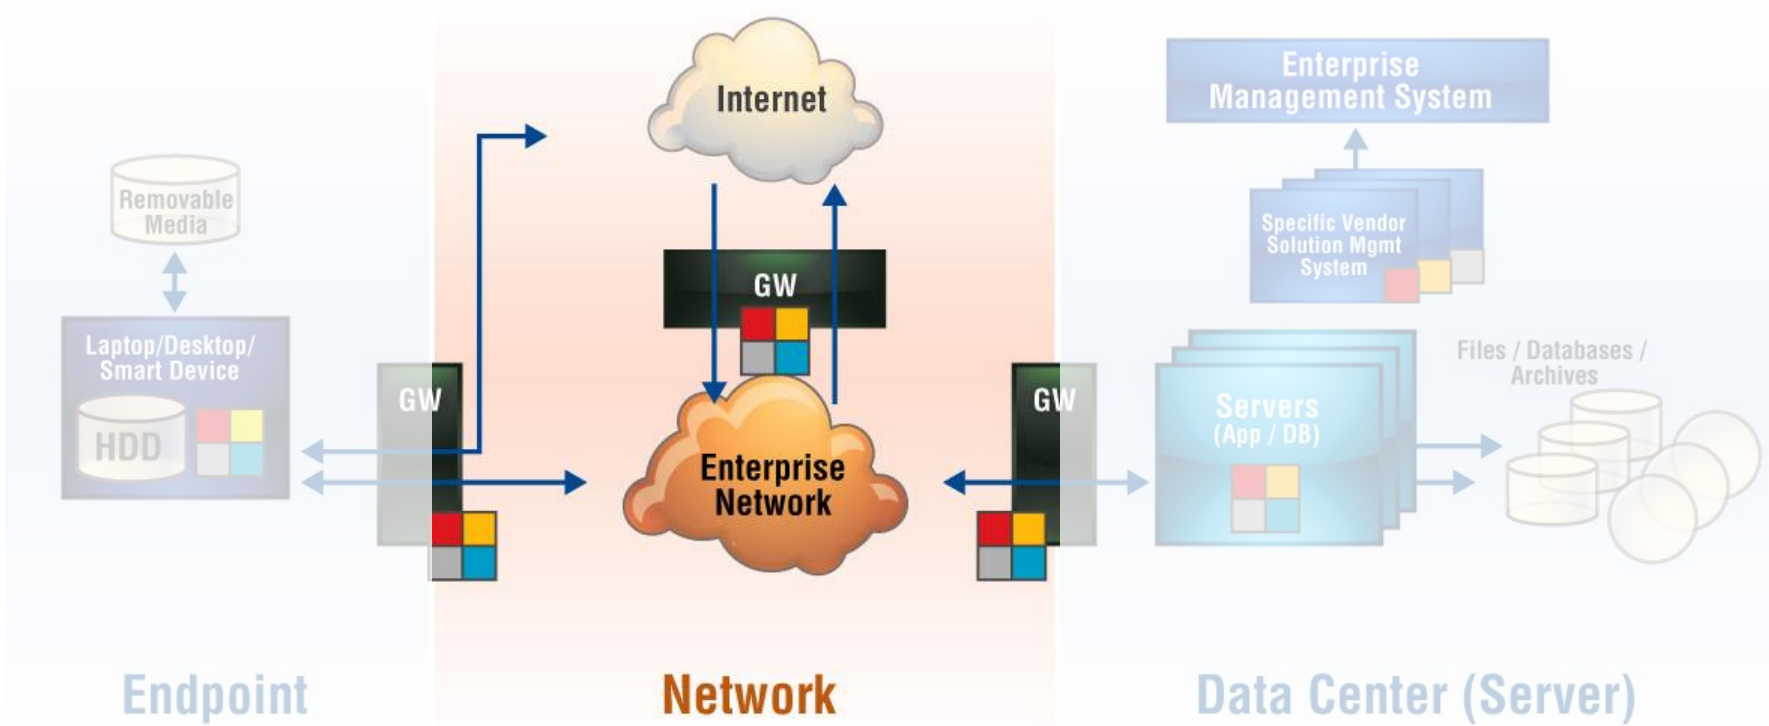 Internet
Enterprise
Management System
Removable
Media
Specific Vendor
Solution Mgmt
System
GW
Laptop/Desktop/
Smart Device
HDD
GW
GW
Enterprise
Network
Servers
(App / DB)
Files / Databases /
Archives
Endpoint
Network
Data Center (Server)